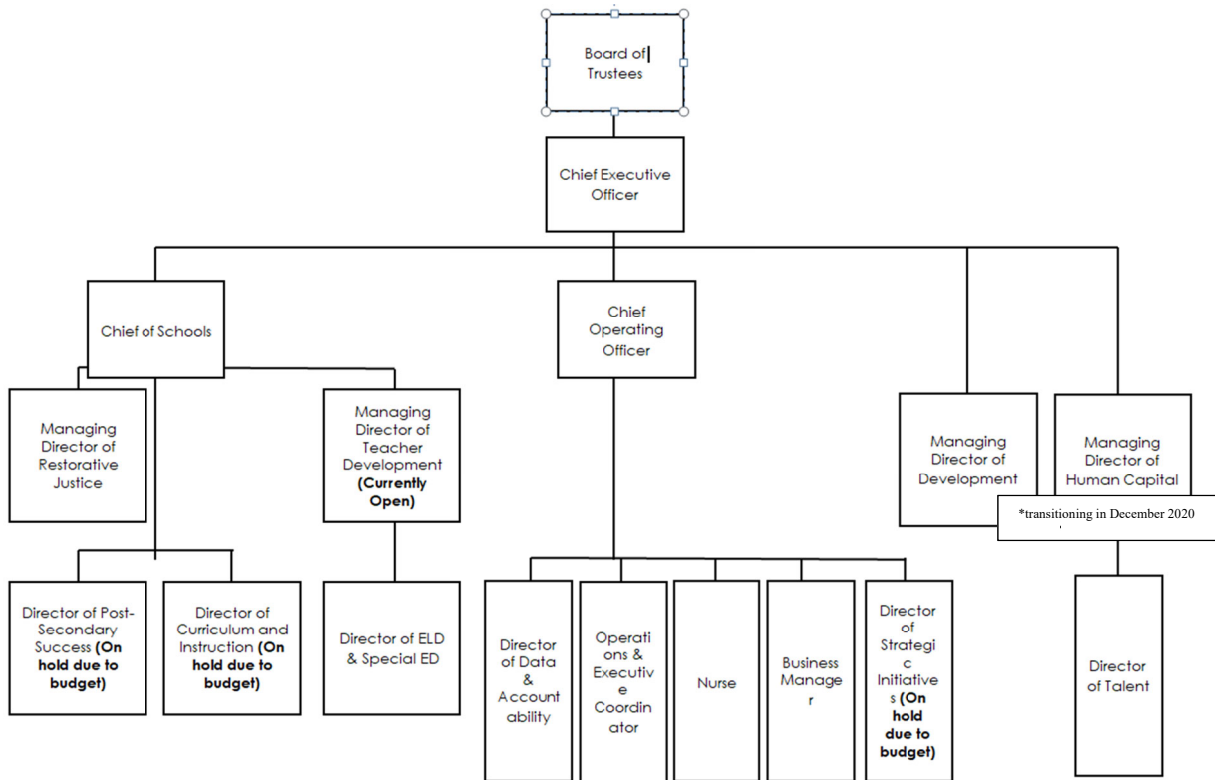 Board of
Trustees
Chief Executive
Officer
Chief of Schools
Chief
Operating
Officer
Managing
Director of
Restorative
Justice
Managing
Director of
Teacher
Development
(Currently
Open)
Managing
Director of
Development
Managing
Director of
Human Capital
*transitioning in December 2020
Director of Post-
Secondary
Success (On
hold due to
budget)
Director of
Curriculum and
Instruction (On
hold due to
budget)
Director of ELD
& Special ED
Director
of Data
&
Account
ability
Operati
ons &
Executiv
e
Coordin
ator
Nurse
Business
Manage
r
Director
of
Strategi
c
Initiative
s (On
hold
due to
budget)
Director
of Talent